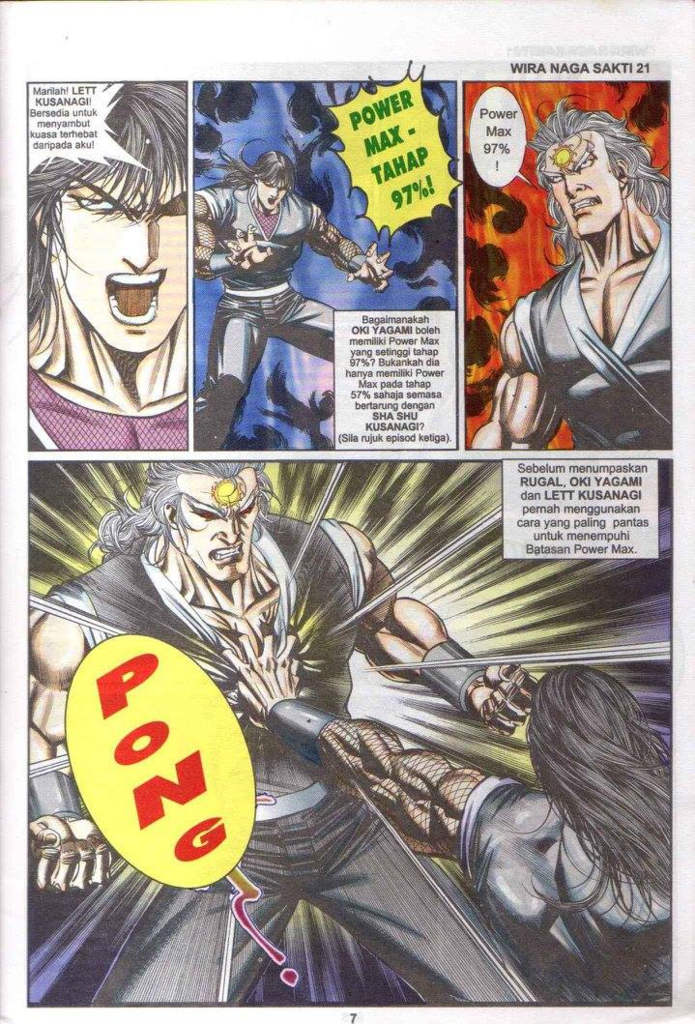 WIRA NAGA SAKTI 21
Marilah! LETT
KUSANAGI!
Bersedia untuk
menyambut
kuasa terhebat
daripada aku!
POWER
MAX -
TAHAP
97%!
Bagaimanakah
OKI YAGAMI boleh
memiliki Power Max
yang setinggi tahap
97%? Bukankah dia
hanya memiliki Power
Max pada tahap
57% sahaja semasa
bertarung dengan
SHA SHU
KUSANAGI?
(Sila rujuk episod ketiga).
Power
Max
97%
!
Sebelum menumpaskan
RUGAL, OKI YAGAMI
dan LETT KUSANAGI
pernah menggunakan
cara yang paling pantas
untuk menempuhi
Batasan Power Max.
PONG
7